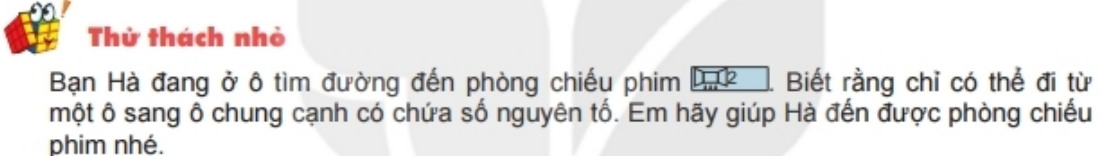 Thử thách nhỏ
Bạn Hà đang ở ô tìm đường đến phòng chiếu phim 2. Biết rằng chỉ có thể đi từ
một ô sang ô chung cạnh có chứa số nguyên tố. Em hãy giúp Hà đến được phòng chiếu
phim nhé.